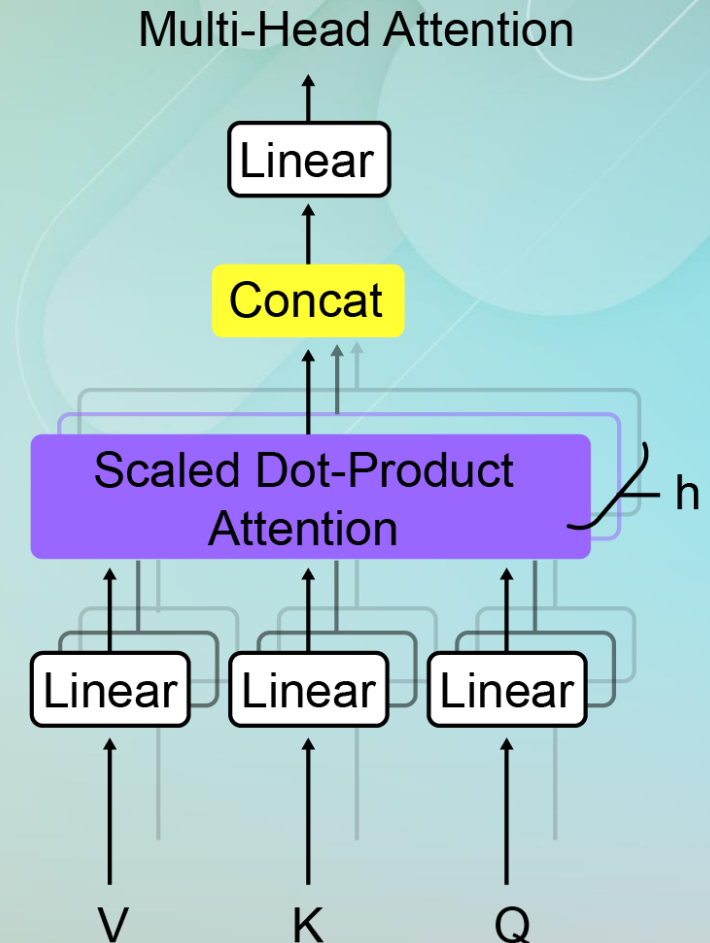 Multi-Head Attention
Linear
Concat
Scaled Dot-Product
Attention
h
Linear
Linear
Linear
V
K
Q